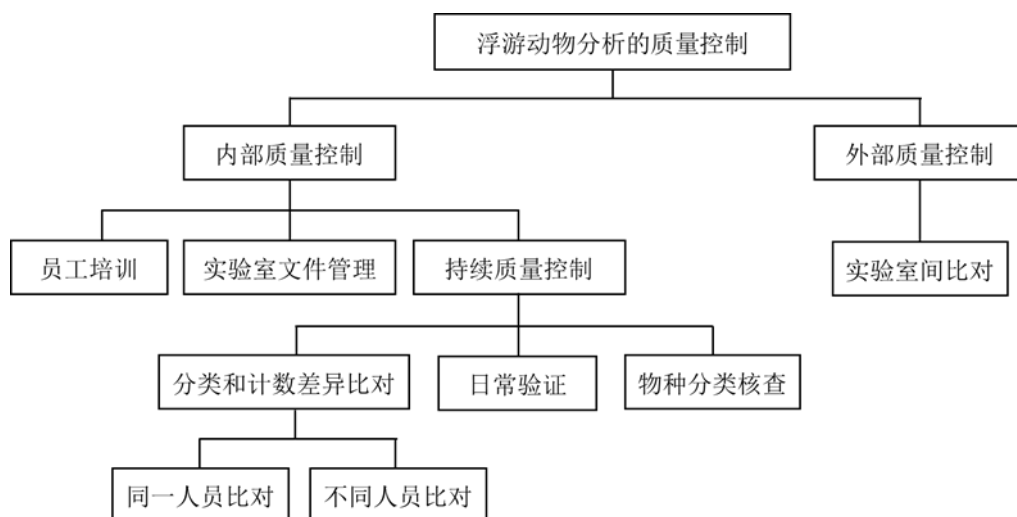 浮游动物分析的质量控制
内部质量控制
外部质量控制
员工培训
实验室文件管理
持续质量控制
实验室间比对
分类和计数差异比对
日常验证
物种分类核查
同一人员比对
不同人员比对